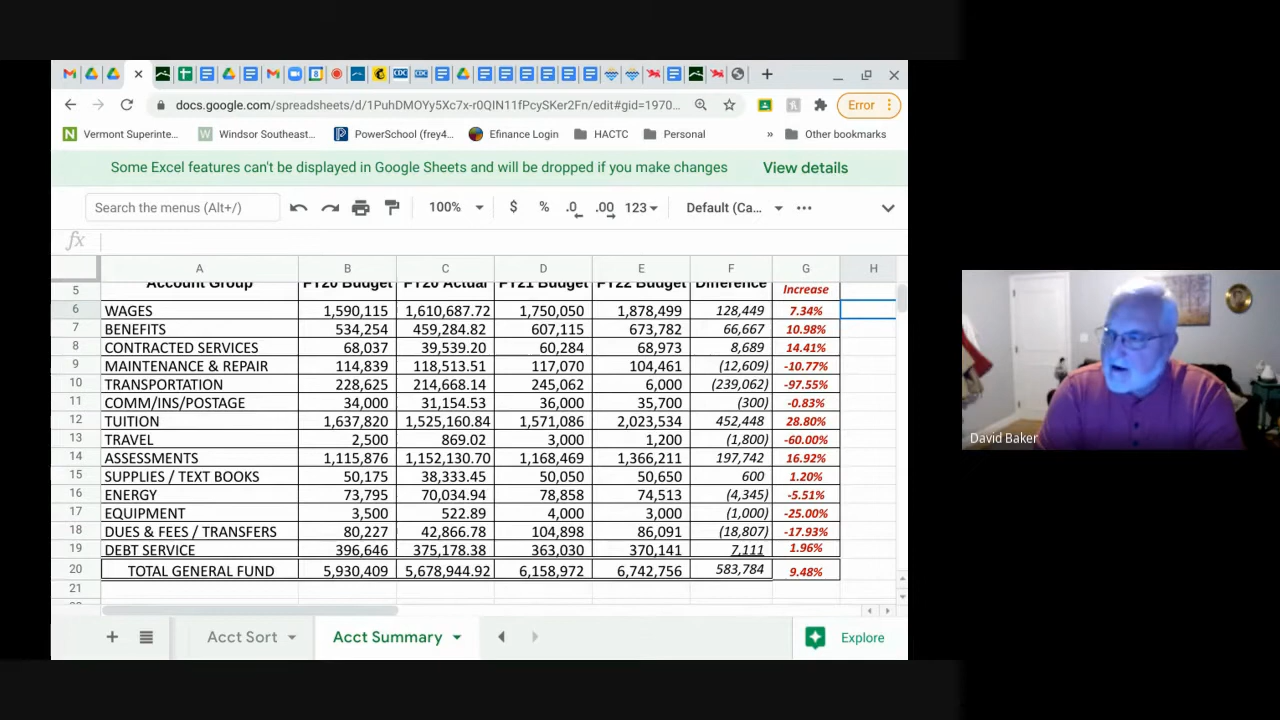 docs.google.com/spreadsheets/d/1PuhDMOYy5Xc7x-r0QIN11fPcySKer2Fn/edit#gid=1970... Error
Vermont Superinte... Windsor Southeast... PowerSchool (frey4... Efinance Login HACTC Personal » Other bookmarks
Some Excel features can't be displayed in Google Sheets and will be dropped if you make changes View details
Search the menus (Alt+/) 100% $ % .0 .00 123 Default (Ca...
fx
A B C D E F G H
5 Account Group FY20 Budget FY20 Actual FY21 Budget FY22 Budget Difference Increase
6 WAGES 1,590,115 1,610,687.72 1,750,050 1,878,499 128,449 7.34%
7 BENEFITS 534,254 459,284.82 607,115 673,782 66,667 10.98%
8 CONTRACTED SERVICES 68,037 39,539.20 60,284 68,973 8,689 14.41%
9 MAINTENANCE & REPAIR 114,839 118,513.51 117,070 104,461 (12,609) -10.77%
10 TRANSPORTATION 228,625 214,668.14 245,062 6,000 (239,062) -97.55%
11 COMM/INS/POSTAGE 34,000 31,154.53 36,000 35,700 (300) -0.83%
12 TUITION 1,637,820 1,525,160.84 1,571,086 2,023,534 452,448 28.80%
13 TRAVEL 2,500 869.02 3,000 1,200 (1,800) -60.00%
14 ASSESSMENTS 1,115,876 1,152,130.70 1,168,469 1,366,211 197,742 16.92%
15 SUPPLIES / TEXT BOOKS 50,175 38,333.45 50,050 50,650 600 1.20%
16 ENERGY 73,795 70,034.94 78,858 74,513 (4,345) -5.51%
17 EQUIPMENT 3,500 522.89 4,000 3,000 (1,000) -25.00%
18 DUES & FEES / TRANSFERS 80,227 42,866.78 104,898 86,091 (18,807) -17.93%
19 DEBT SERVICE 396,646 375,178.38 363,030 370,141 7,111 1.96%
20 TOTAL GENERAL FUND 5,930,409 5,678,944.92 6,158,972 6,742,756 583,784 9.48%
21
Acct Sort Acct Summary Explore
David Baker